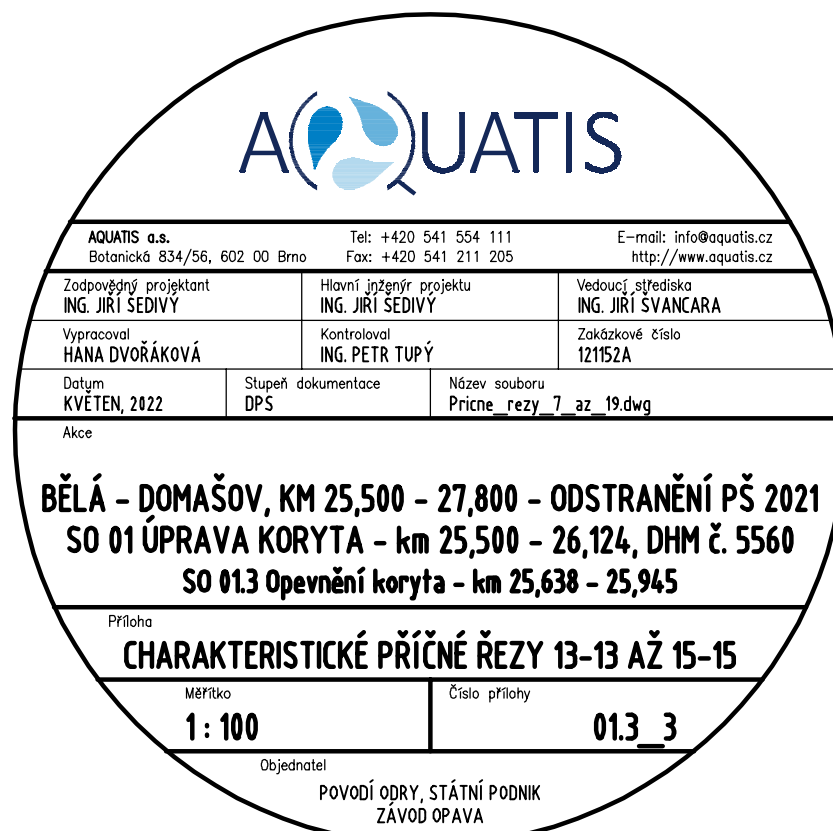 AQUATIS
AQUATIS a.s. Tel: +420 541 554 111 E-mail: info@aquatis.cz
Botanická 834/56, 602 00 Brno Fax: +420 541 211 205 http://www.aquatis.cz
Zodpovědný projektant Hlavní inženýr projektu Vedoucí střediska
ING. JIŘÍ ŠEDIVÝ ING. JIŘÍ ŠEDIVÝ ING. JIŘÍ ŠVANCARA
Vypracoval Kontroloval Zakázkové číslo
HANA DVOŘÁKOVÁ ING. PETR TUPÝ 121152A
Datum Stupeň dokumentace Název souboru
KVĚTEN, 2022 DPS Pricne_rezy_7_az_19.dwg
Akce
BĚLÁ – DOMAŠOV, KM 25,500 – 27,800 – ODSTRANĚNÍ PŠ 2021
SO 01 ÚPRAVA KORYTA – km 25,500 – 26,124, DHM č. 5560
SO 01.3 Opevnění koryta – km 25,638 – 25,945
Příloha
CHARAKTERISTICKÉ PŘÍČNÉ ŘEZY 13-13 AŽ 15-15
Měřítko Číslo přílohy
1 : 100 01.3_3
Objednatel
POVODÍ ODRY, STÁTNÍ PODNIK
ZÁVOD OPAVA